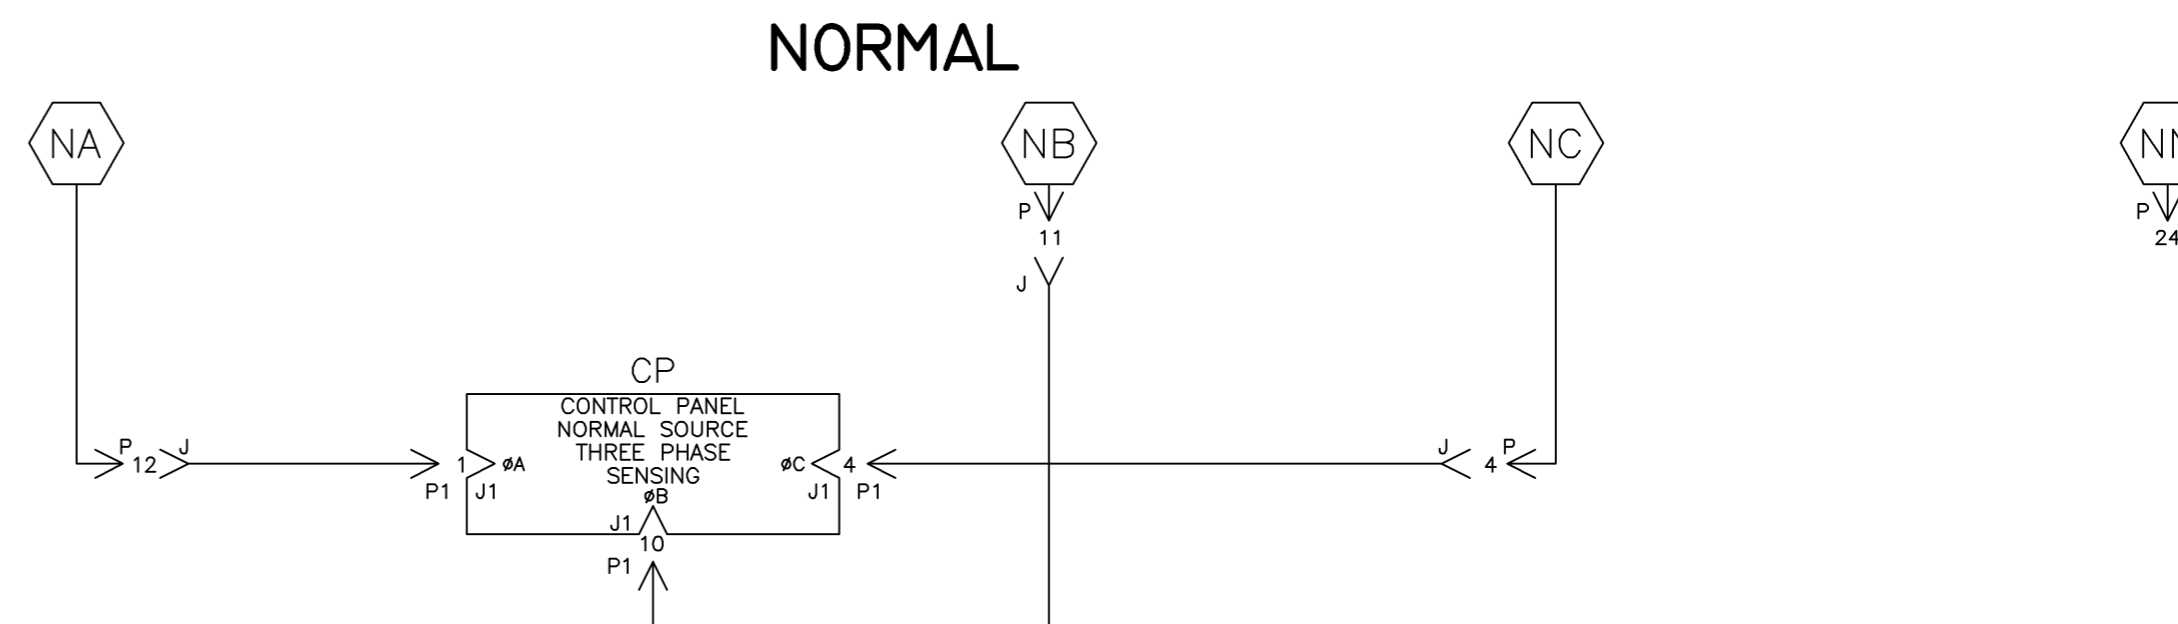 NORMAL
NA
NB
NC
P
11
J
P
24
CP
CONTROL PANEL
NORMAL SOURCE
THREE PHASE
SENSING
P 12 J
1 øA
P1 J1
øC 4
J1 P1
øB
J1
10
P1
J 4 P